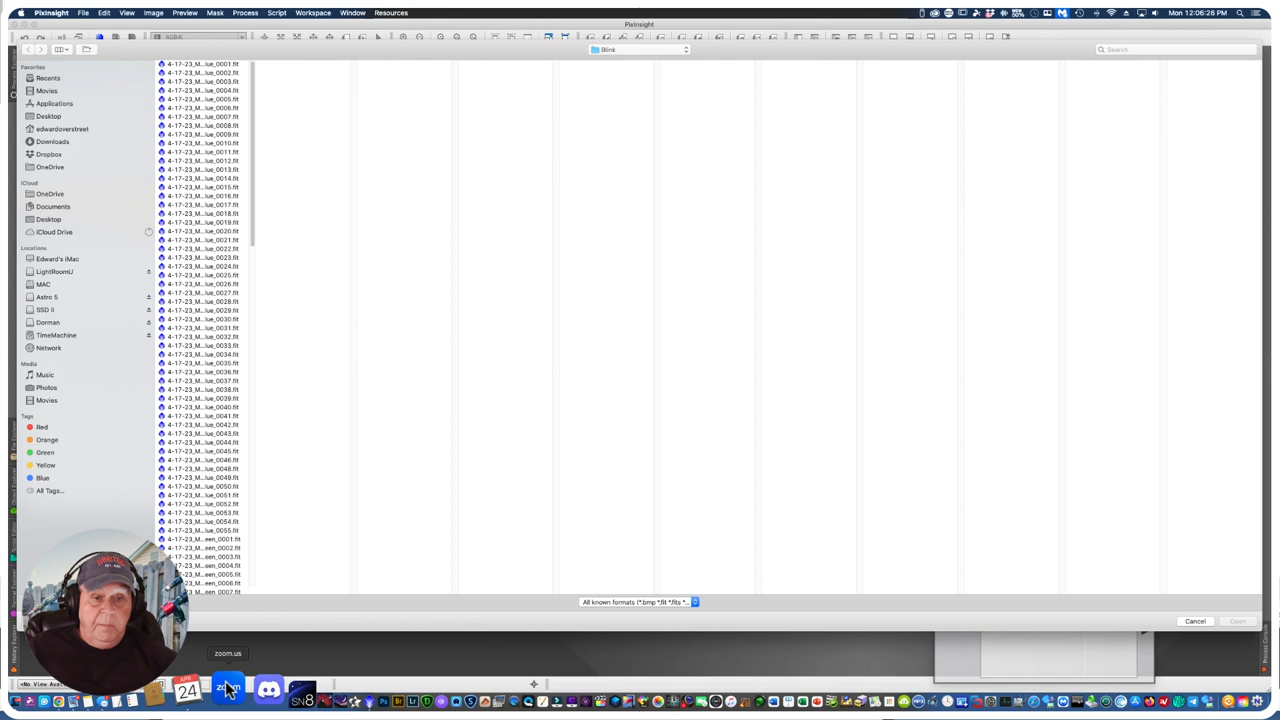 PixInsight File Edit View Image Preview Mask Process Script Workspace Window Resources
Mon 12:06:26 PM
PixInsight
RGB/K
Blink
Search
Favorites
Recents
Movies
Applications
Desktop
edwardoverstreet
Downloads
Dropbox
OneDrive
iCloud
OneDrive
Documents
Desktop
iCloud Drive
Locations
Edward's iMac
LightRoomU
MAC
Astro 5
SSD II
Dorman
TimeMachine
Network
Media
Music
Photos
Movies
Tags
Red
Orange
Green
Yellow
Blue
All Tags...
4-17-23_M...lue_0001.fit
4-17-23_M...lue_0002.fit
4-17-23_M...lue_0003.fit
4-17-23_M...lue_0004.fit
4-17-23_M...lue_0005.fit
4-17-23_M...lue_0006.fit
4-17-23_M...lue_0007.fit
4-17-23_M...lue_0008.fit
4-17-23_M...lue_0009.fit
4-17-23_M...lue_0010.fit
4-17-23_M...lue_0011.fit
4-17-23_M...lue_0012.fit
4-17-23_M...lue_0013.fit
4-17-23_M...lue_0014.fit
4-17-23_M...lue_0015.fit
4-17-23_M...lue_0016.fit
4-17-23_M...lue_0017.fit
4-17-23_M...lue_0018.fit
4-17-23_M...lue_0019.fit
4-17-23_M...lue_0020.fit
4-17-23_M...lue_0021.fit
4-17-23_M...lue_0022.fit
4-17-23_M...lue_0023.fit
4-17-23_M...lue_0024.fit
4-17-23_M...lue_0025.fit
4-17-23_M...lue_0026.fit
4-17-23_M...lue_0027.fit
4-17-23_M...lue_0028.fit
4-17-23_M...lue_0029.fit
4-17-23_M...lue_0030.fit
4-17-23_M...lue_0031.fit
4-17-23_M...lue_0032.fit
4-17-23_M...lue_0033.fit
4-17-23_M...lue_0034.fit
4-17-23_M...lue_0035.fit
4-17-23_M...lue_0036.fit
4-17-23_M...lue_0037.fit
4-17-23_M...lue_0038.fit
4-17-23_M...lue_0039.fit
4-17-23_M...lue_0040.fit
4-17-23_M...lue_0041.fit
4-17-23_M...lue_0042.fit
4-17-23_M...lue_0043.fit
4-17-23_M...lue_0044.fit
4-17-23_M...lue_0045.fit
4-17-23_M...lue_0046.fit
4-17-23_M...lue_0048.fit
4-17-23_M...lue_0049.fit
4-17-23_M...lue_0050.fit
4-17-23_M...lue_0051.fit
4-17-23_M...lue_0052.fit
4-17-23_M...lue_0053.fit
4-17-23_M...lue_0054.fit
4-17-23_M...lue_0055.fit
4-17-23_M...een_0001.fit
4-17-23_M...een_0002.fit
4-17-23_M...een_0003.fit
4-17-23_M...een_0004.fit
4-17-23_M...een_0005.fit
4-17-23_M...een_0006.fit
4-17-23_M...een_0007.fit
All known formats (*.bmp *.fit *.fits *...
Cancel
Open
Process Console
History Explorer
zoom.us
<No View Avail
APR
24
SN8